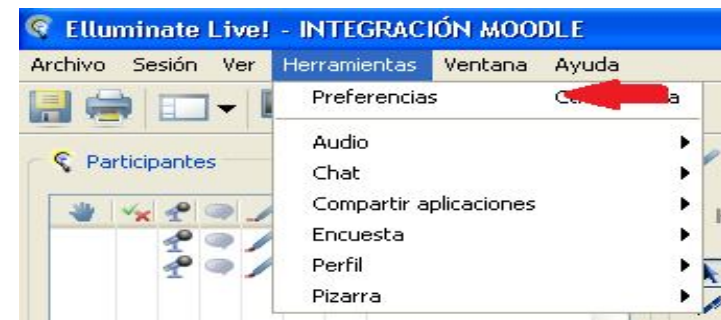 Elluminate Live! - INTEGRACIÓN MOODLE
Archivo Sesión Ver Herramientas Ventana Ayuda
Preferencias
Participantes
Audio
Chat
Compartir aplicaciones
Encuesta
Perfil
Pizarra